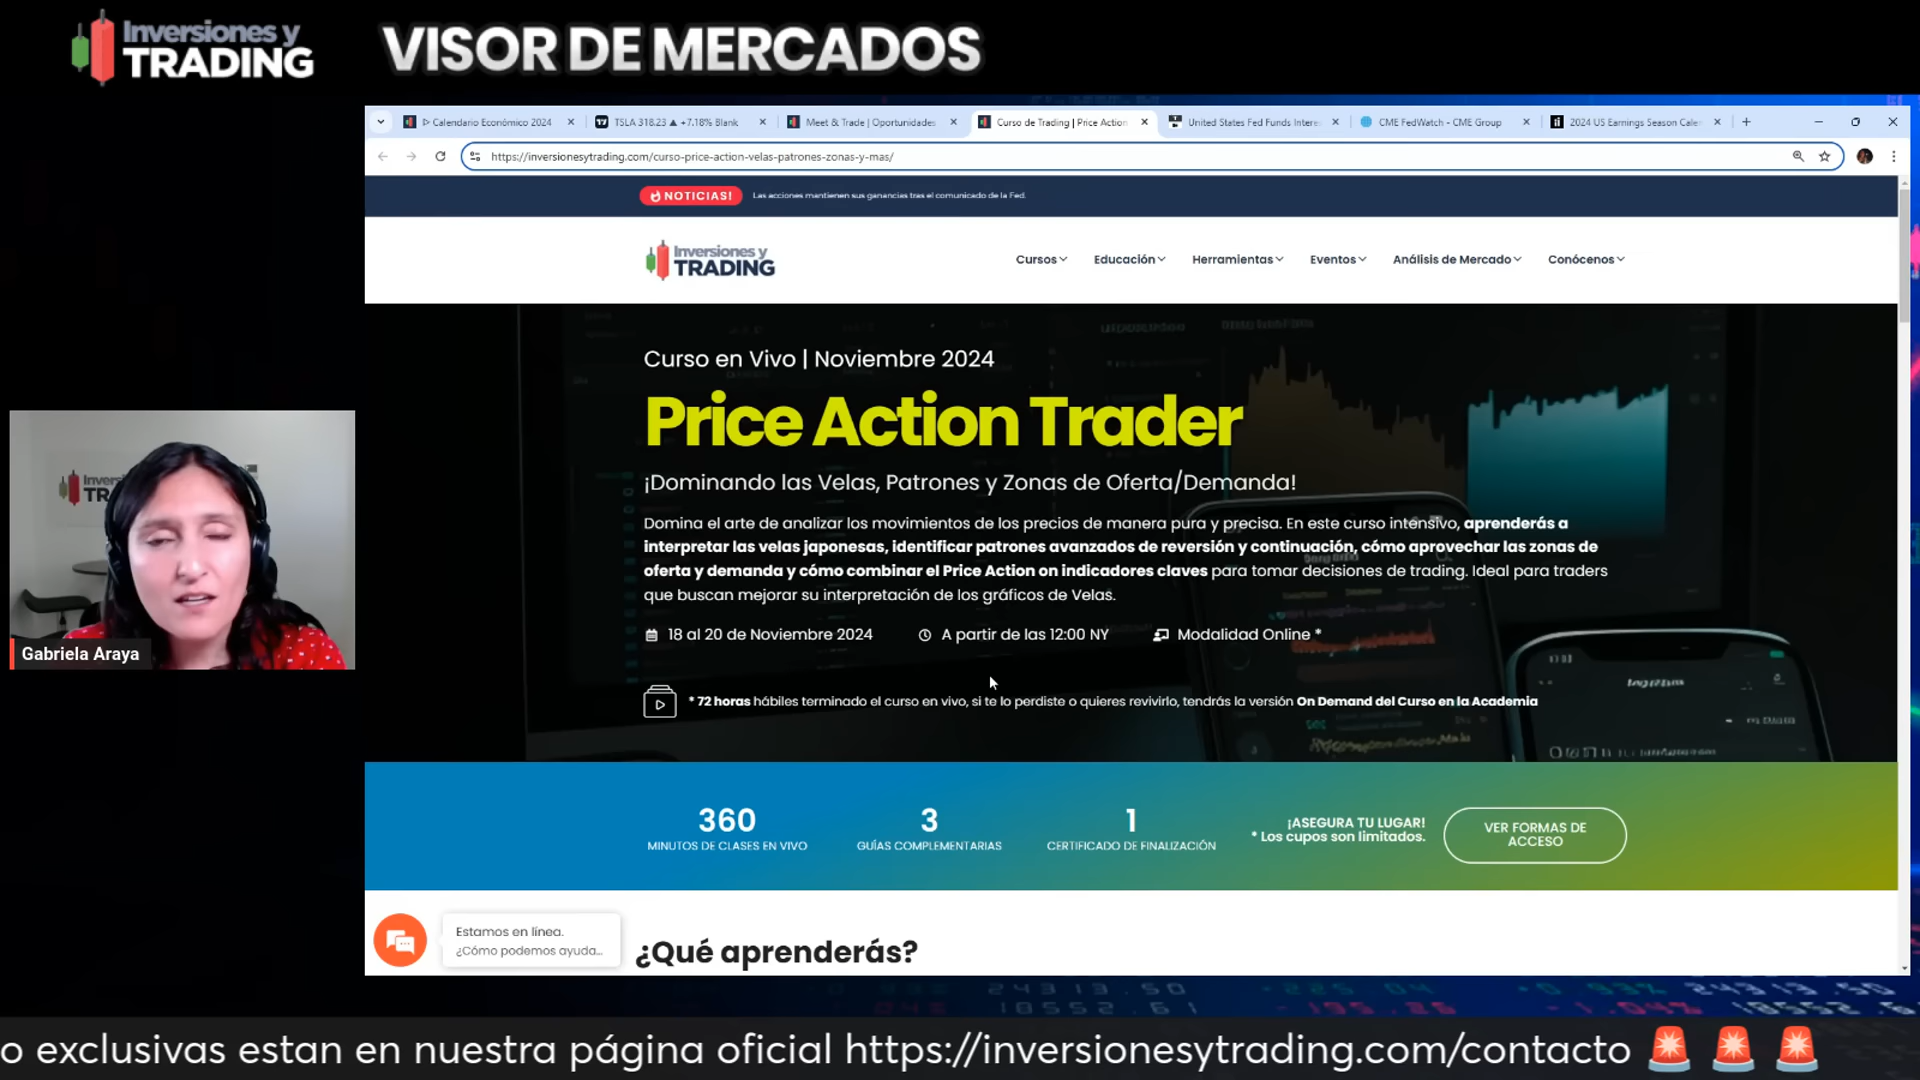 Inversiones y
TRADING
VISOR DE MERCADOS
Calendario Económico 2024
TSLA 318.23 ▲ +7.18% Blank
Meet & Trade | Oportunidades
Curso de Trading | Price Action
United States Fed Funds Intere
CME FedWatch - CME Group
2024 US Earnings Season Cale
https://inversionesytrading.com/curso-price-action-velas-patrones-zonas-y-mas/
NOTICIAS!
Las acciones mantienen sus ganancias tras el comunicado de la Fed.
Inversiones y
TRADING
Cursos
Educación
Herramientas
Eventos
Análisis de Mercado
Conócenos
Curso en Vivo | Noviembre 2024
Price Action Trader
¡Dominando las Velas, Patrones y Zonas de Oferta/Demanda!
Domina el arte de analizar los movimientos de los precios de manera pura y precisa. En este curso intensivo, aprenderás a
interpretar las velas japonesas, identificar patrones avanzados de reversión y continuación, cómo aprovechar las zonas de
oferta y demanda y cómo combinar el Price Action on indicadores claves para tomar decisiones de trading. Ideal para traders
que buscan mejorar su interpretación de los gráficos de Velas.
18 al 20 de Noviembre 2024
A partir de las 12:00 NY
Modalidad Online *
* 72 horas hábiles terminado el curso en vivo, si te lo perdiste o quieres revivirlo, tendrás la versión On Demand del Curso en la Academia
360
MINUTOS DE CLASES EN VIVO
3
GUÍAS COMPLEMENTARIAS
1
CERTIFICADO DE FINALIZACIÓN
¡ASEGURA TU LUGAR!
* Los cupos son limitados.
VER FORMAS DE
ACCESO
Gabriela Araya
Estamos en línea.
¿Cómo podemos ayuda...
¿Qué aprenderás?
o exclusivas estan en nuestra página oficial https://inversionesytrading.com/contacto 🚨 🚨 🚨